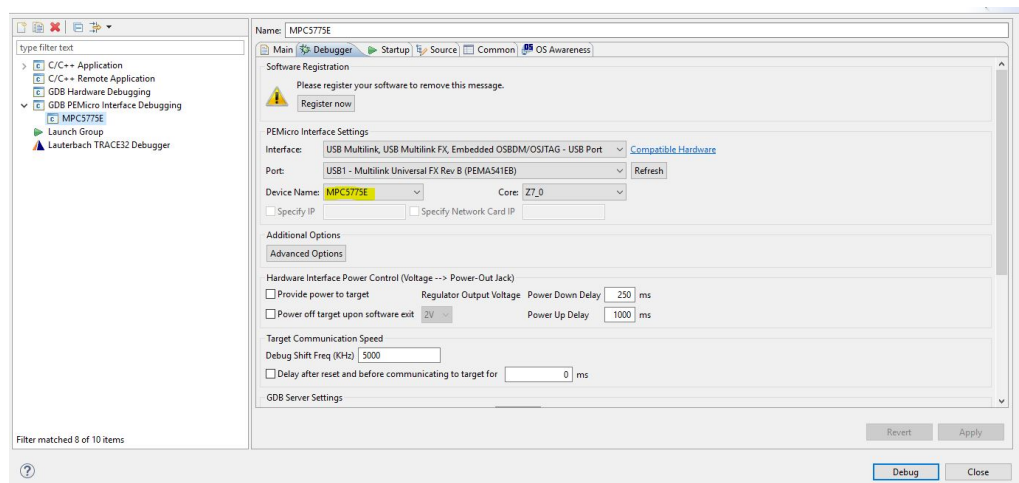 Name: MPC5775E
type filter text
C/C++ Application
C/C++ Remote Application
GDB Hardware Debugging
GDB PEMicro Interface Debugging
MPC5775E
Launch Group
Lauterbach TRACE32 Debugger
Filter matched 8 of 10 items
Main Debugger Startup Source Common OS Awareness
Software Registration
Please register your software to remove this message.
Register now
PEMicro Interface Settings
Interface: USB Multilink, USB Multilink FX, Embedded OSBDM/OSJTAG - USB Port Compatible Hardware
Port: USB1 - Multilink Universal FX Rev B (PEMA541EB) Refresh
Device Name: MPC5775E Core: Z7_0
Specify IP Specify Network Card IP
Additional Options
Advanced Options
Hardware Interface Power Control (Voltage --> Power-Out Jack)
Provide power to target Regulator Output Voltage Power Down Delay 250 ms
Power off target upon software exit 2V Power Up Delay 1000 ms
Target Communication Speed
Debug Shift Freq (KHz) 5000
Delay after reset and before communicating to target for 0 ms
GDB Server Settings
Revert Apply
Debug Close